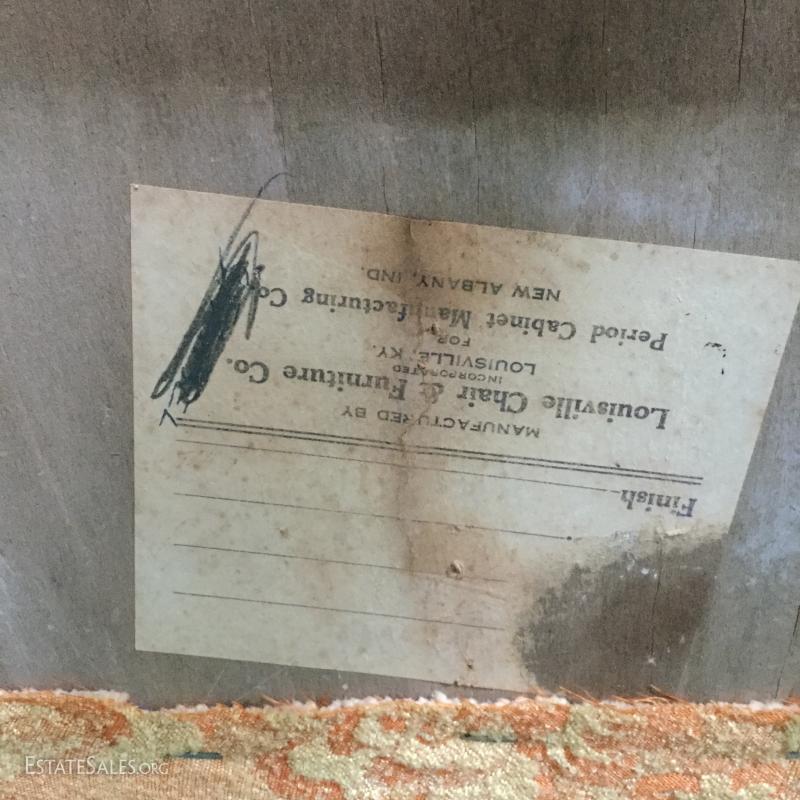 Finish
MANUFACTURED BY
Louisville Chair & Furniture Co.
INCORPORATED
LOUISVILLE, KY.
FOR
Period Cabinet Manufacturing Co
NEW ALBANY, IND.
ESTATESALES.ORG